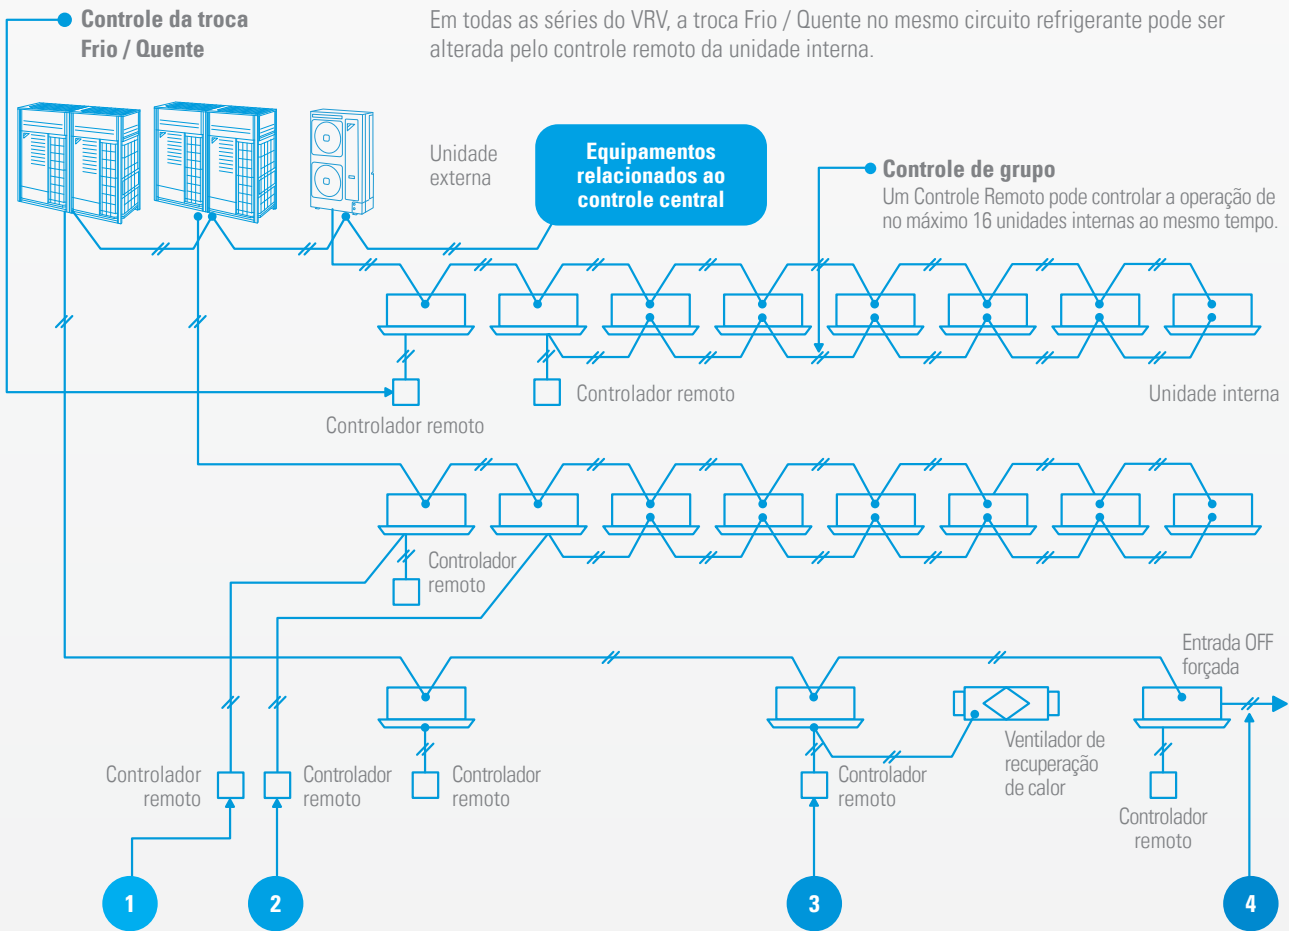 Controle da troca
Frio / Quente
Em todas as séries do VRV, a troca Frio / Quente no mesmo circuito refrigerante pode ser
alterada pelo controle remoto da unidade interna.
Unidade
externa
Equipamentos
relacionados ao
controle central
Controle de grupo
Um Controle Remoto pode controlar a operação de
no máximo 16 unidades internas ao mesmo tempo.
Controlador remoto
Controlador remoto
Unidade interna
Controlador
remoto
Entrada OFF
forçada
Controlador
remoto
Controlador
remoto
Controlador
remoto
Controlador
remoto
Ventilador de
recuperação
de calor
Controlador
remoto
1
2
3
4